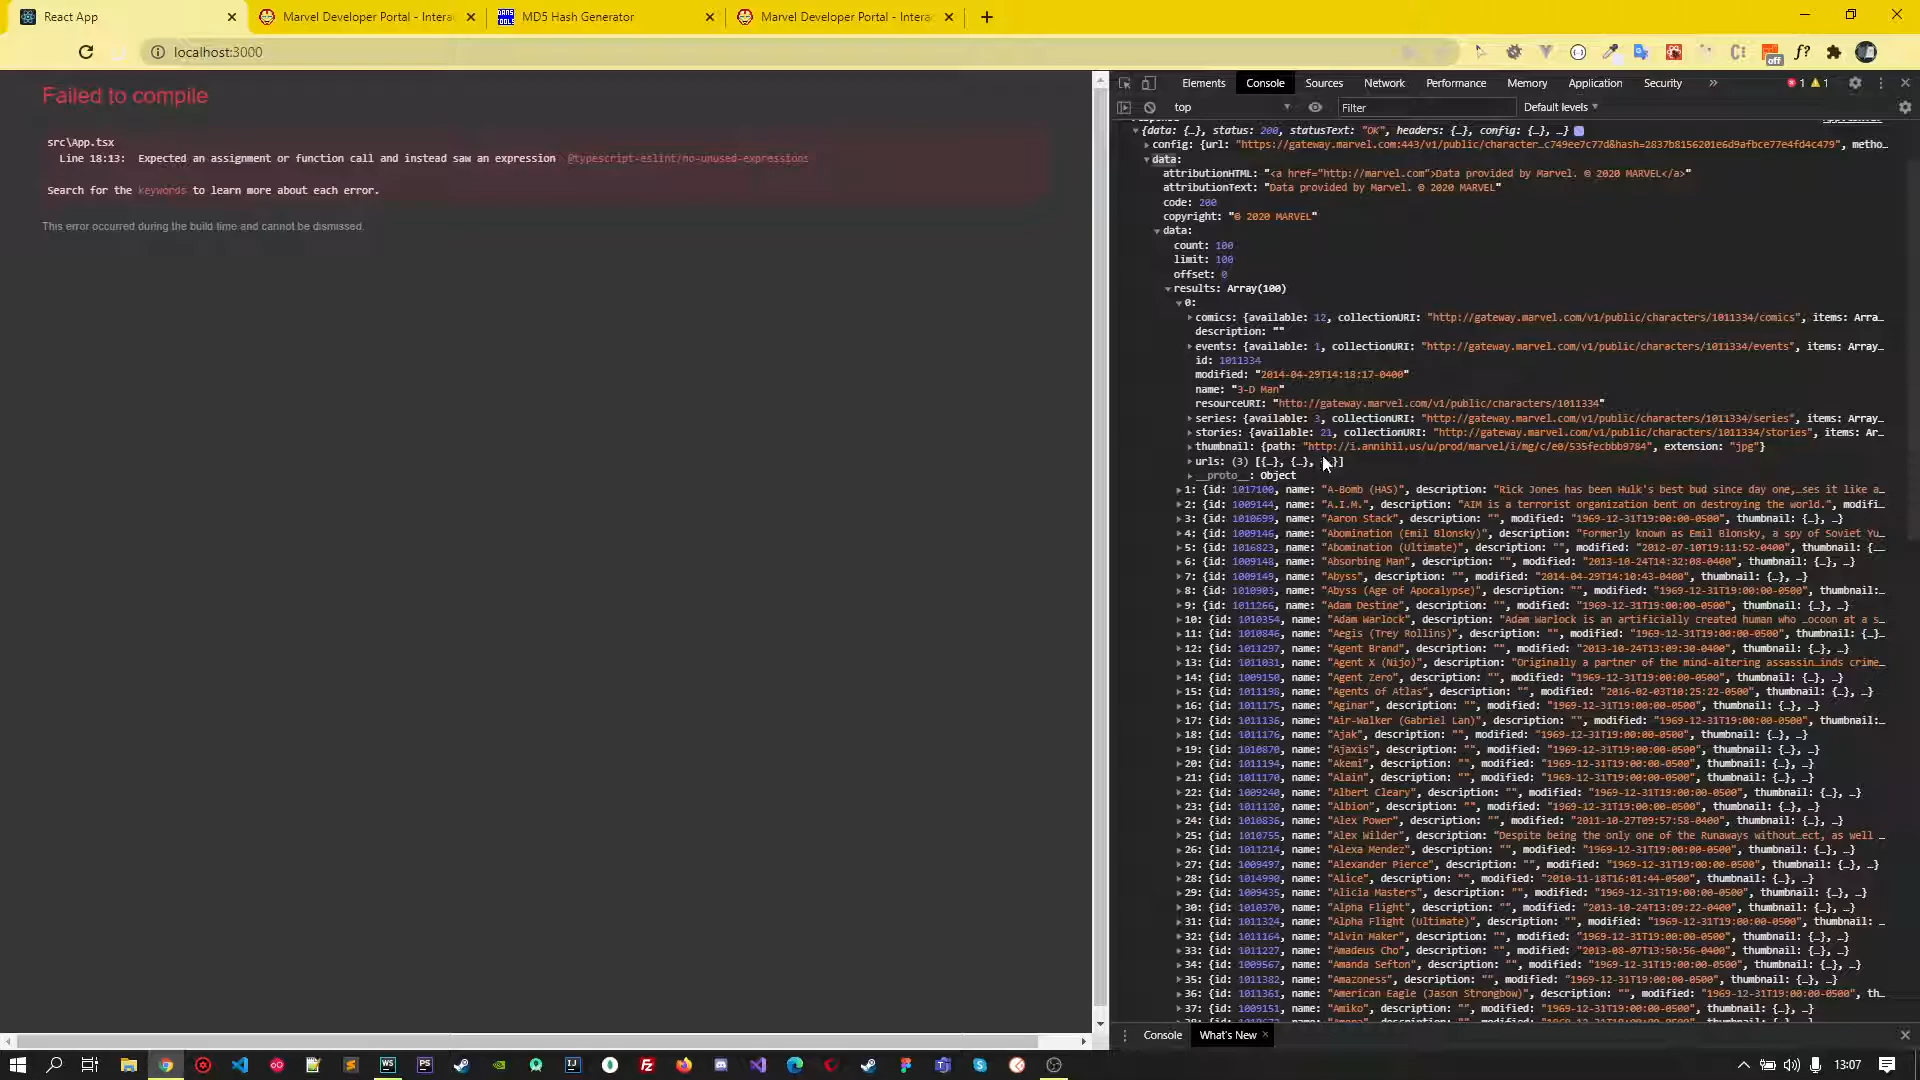 React App
Marvel Developer Portal - Intera
MD5 Hash Generator
Marvel Developer Portal - Intera
localhost:3000
off
f?
Failed to compile
src\App.tsx
Line 18:13: Expected an assignment or function call and instead saw an expression @typescript-eslint/no-unused-expressions
Search for the keywords to learn more about each error.
This error occurred during the build time and cannot be dismissed.
Elements Console Sources Network Performance Memory Application Security » 1 1
top Filter Default levels
{data: {…}, status: 200, statusText: "OK", headers: {…}, config: {…}, …}
config: {url: "https://gateway.marvel.com:443/v1/public/character…c749ee7c77d&hash=2837b8156201e6d9afbce77e4fd4c479", metho…
data:
attributionHTML: "<a href="http://marvel.com">Data provided by Marvel. © 2020 MARVEL</a>"
attributionText: "Data provided by Marvel. © 2020 MARVEL"
code: 200
copyright: "© 2020 MARVEL"
data:
count: 100
limit: 100
offset: 0
results: Array(100)
0:
comics: {available: 12, collectionURI: "http://gateway.marvel.com/v1/public/characters/1011334/comics", items: Arra…
description: ""
events: {available: 1, collectionURI: "http://gateway.marvel.com/v1/public/characters/1011334/events", items: Array…
id: 1011334
modified: "2014-04-29T14:18:17-0400"
name: "3-D Man"
resourceURI: "http://gateway.marvel.com/v1/public/characters/1011334"
series: {available: 3, collectionURI: "http://gateway.marvel.com/v1/public/characters/1011334/series", items: Array…
stories: {available: 21, collectionURI: "http://gateway.marvel.com/v1/public/characters/1011334/stories", items: Ar…
thumbnail: {path: "http://i.annihil.us/u/prod/marvel/i/mg/c/e0/535fecbbb9784", extension: "jpg"}
urls: (3) [{…}, {…}, …}]
__proto__: Object
1: {id: 1017100, name: "A-Bomb (HAS)", description: "Rick Jones has been Hulk's best bud since day one,…ses it like a…
2: {id: 1009144, name: "A.I.M.", description: "AIM is a terrorist organization bent on destroying the world.", modifi…
3: {id: 1010699, name: "Aaron Stack", description: "", modified: "1969-12-31T19:00:00-0500", thumbnail: {…}, …}
4: {id: 1009146, name: "Abomination (Emil Blonsky)", description: "Formerly known as Emil Blonsky, a spy of Soviet Yu…
5: {id: 1016823, name: "Abomination (Ultimate)", description: "", modified: "2012-07-10T19:11:52-0400", thumbnail: {…
6: {id: 1009148, name: "Absorbing Man", description: "", modified: "2013-10-24T14:32:08-0400", thumbnail: {…}, …}
7: {id: 1009149, name: "Abyss", description: "", modified: "2014-04-29T14:10:43-0400", thumbnail: {…}, …}
8: {id: 1010903, name: "Abyss (Age of Apocalypse)", description: "", modified: "1969-12-31T19:00:00-0500", thumbnail: {…}, …}
9: {id: 1011266, name: "Adam Destine", description: "", modified: "1969-12-31T19:00:00-0500", thumbnail: {…}, …}
10: {id: 1010354, name: "Adam Warlock", description: "Adam Warlock is an artificially created human who …ocoon at a s…
11: {id: 1010846, name: "Aegis (Trey Rollins)", description: "", modified: "1969-12-31T19:00:00-0500", thumbnail: {…}
12: {id: 1011297, name: "Agent Brand", description: "", modified: "2013-10-24T13:09:30-0400", thumbnail: {…}, …}
13: {id: 1011031, name: "Agent X (Nijo)", description: "Originally a partner of the mind-altering assassin…inds crime…
14: {id: 1009150, name: "Agent Zero", description: "", modified: "1969-12-31T19:00:00-0500", thumbnail: {…}, …}
15: {id: 1011198, name: "Agents of Atlas", description: "", modified: "2016-02-03T10:25:22-0500", thumbnail: {…}, …}
16: {id: 1011175, name: "Aginar", description: "", modified: "1969-12-31T19:00:00-0500", thumbnail: {…}, …}
17: {id: 1011136, name: "Air-Walker (Gabriel Lan)", description: "", modified: "1969-12-31T19:00:00-0500", thumbnail:…
18: {id: 1011176, name: "Ajak", description: "", modified: "1969-12-31T19:00:00-0500", thumbnail: {…}, …}
19: {id: 1010870, name: "Ajaxis", description: "", modified: "1969-12-31T19:00:00-0500", thumbnail: {…}, …}
20: {id: 1011194, name: "Akemi", description: "", modified: "1969-12-31T19:00:00-0500", thumbnail: {…}, …}
21: {id: 1011170, name: "Alain", description: "", modified: "1969-12-31T19:00:00-0500", thumbnail: {…}, …}
22: {id: 1009240, name: "Albert Cleary", description: "", modified: "1969-12-31T19:00:00-0500", thumbnail: {…}, …}
23: {id: 1011120, name: "Albion", description: "", modified: "1969-12-31T19:00:00-0500", thumbnail: {…}, …}
24: {id: 1010836, name: "Alex Power", description: "", modified: "2011-10-27T09:57:58-0400", thumbnail: {…}, …}
25: {id: 1010755, name: "Alex Wilder", description: "Despite being the only one of the Runaways without…ect, as well …
26: {id: 1011214, name: "Alexa Mendez", description: "", modified: "1969-12-31T19:00:00-0500", thumbnail: {…}, …}
27: {id: 1009497, name: "Alexander Pierce", description: "", modified: "1969-12-31T19:00:00-0500", thumbnail: {…}, …}
28: {id: 1014990, name: "Alice", description: "", modified: "2010-11-18T16:01:44-0500", thumbnail: {…}, …}
29: {id: 1009435, name: "Alicia Masters", description: "", modified: "1969-12-31T19:00:00-0500", thumbnail: {…}, …}
30: {id: 1010370, name: "Alpha Flight", description: "", modified: "2013-10-24T13:09:22-0400", thumbnail: {…}, …}
31: {id: 1011324, name: "Alpha Flight (Ultimate)", description: "", modified: "1969-12-31T19:00:00-0500", thumbnail: …
32: {id: 1011164, name: "Alvin Maker", description: "", modified: "1969-12-31T19:00:00-0500", thumbnail: {…}, …}
33: {id: 1011227, name: "Amadeus Cho", description: "", modified: "2013-08-07T13:50:56-0400", thumbnail: {…}, …}
34: {id: 1009567, name: "Amanda Sefton", description: "", modified: "1969-12-31T19:00:00-0500", thumbnail: {…}, …}
35: {id: 1011382, name: "Amazoness", description: "", modified: "1969-12-31T19:00:00-0500", thumbnail: {…}, …}
36: {id: 1011361, name: "American Eagle (Jason Strongbow)", description: "", modified: "1969-12-31T19:00:00-0500", th…
37: {id: 1009151, name: "Amiko", description: "", modified: "1969-12-31T19:00:00-0500", thumbnail: {…}, …}
Console What's New
13:07